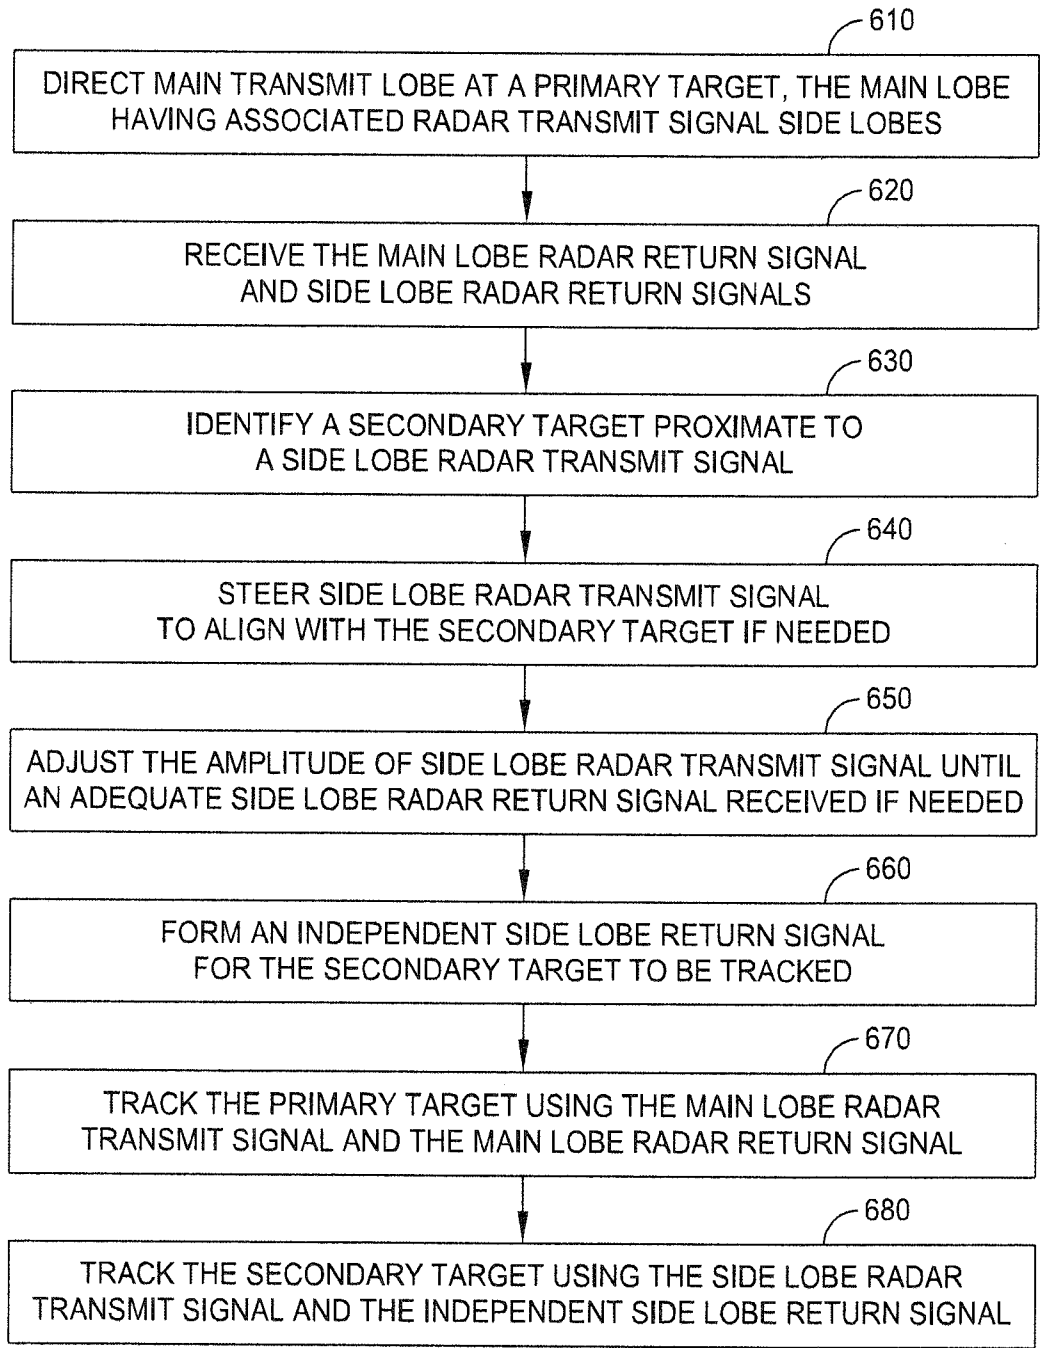 610
DIRECT MAIN TRANSMIT LOBE AT A PRIMARY TARGET, THE MAIN LOBE
HAVING ASSOCIATED RADAR TRANSMIT SIGNAL SIDE LOBES
620
RECEIVE THE MAIN LOBE RADAR RETURN SIGNAL
AND SIDE LOBE RADAR RETURN SIGNALS
630
IDENTIFY A SECONDARY TARGET PROXIMATE TO
A SIDE LOBE RADAR TRANSMIT SIGNAL
640
STEER SIDE LOBE RADAR TRANSMIT SIGNAL
TO ALIGN WITH THE SECONDARY TARGET IF NEEDED
650
ADJUST THE AMPLITUDE OF SIDE LOBE RADAR TRANSMIT SIGNAL UNTIL
AN ADEQUATE SIDE LOBE RADAR RETURN SIGNAL RECEIVED IF NEEDED
660
FORM AN INDEPENDENT SIDE LOBE RETURN SIGNAL
FOR THE SECONDARY TARGET TO BE TRACKED
670
TRACK THE PRIMARY TARGET USING THE MAIN LOBE RADAR
TRANSMIT SIGNAL AND THE MAIN LOBE RADAR RETURN SIGNAL
680
TRACK THE SECONDARY TARGET USING THE SIDE LOBE RADAR
TRANSMIT SIGNAL AND THE INDEPENDENT SIDE LOBE RETURN SIGNAL